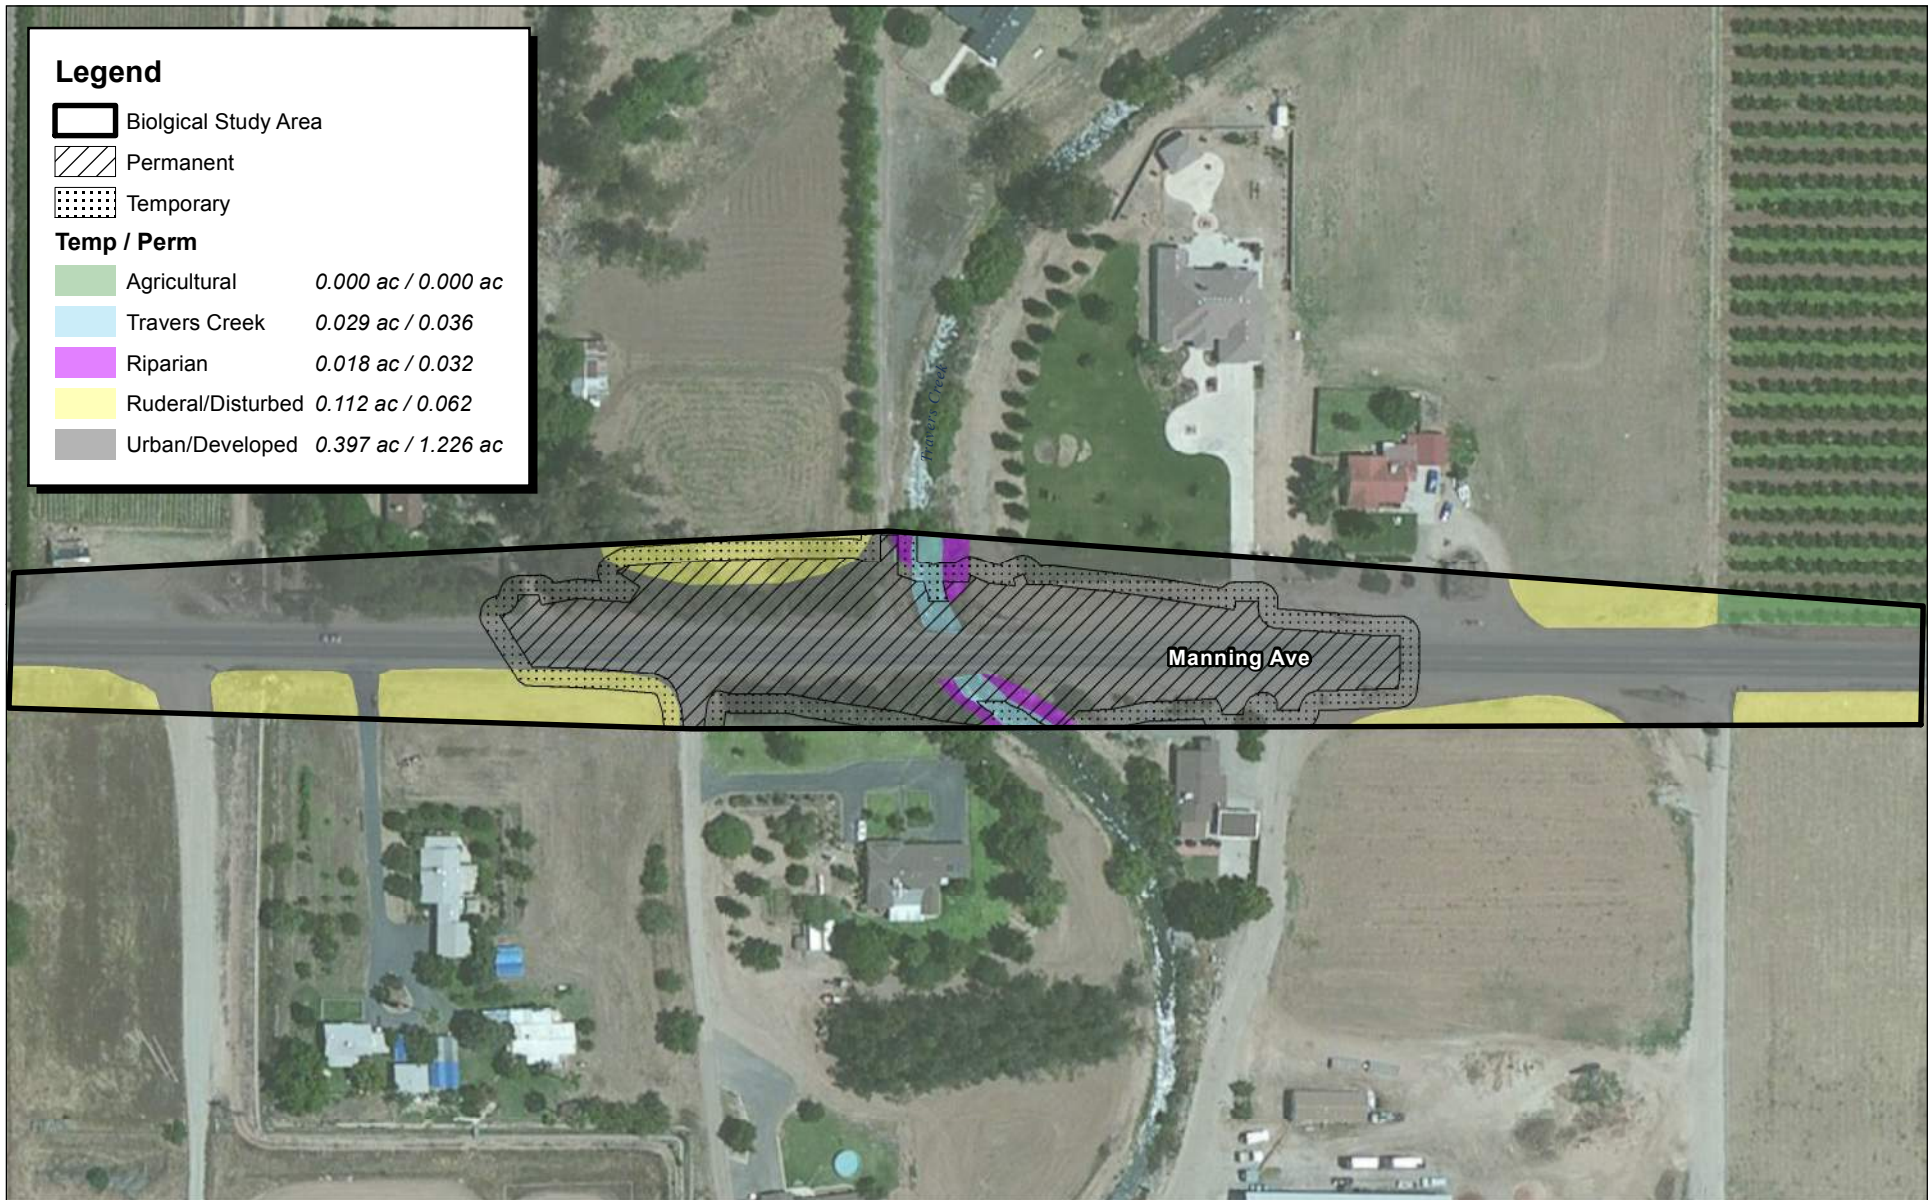 Legend
Biolgical Study Area
Permanent
Temporary
Temp / Perm
Agricultural 0.000 ac / 0.000 ac
Travers Creek 0.029 ac / 0.036
Riparian 0.018 ac / 0.032
Ruderal/Disturbed 0.112 ac / 0.062
Urban/Developed 0.397 ac / 1.226 ac
Travers Creek
Manning Ave